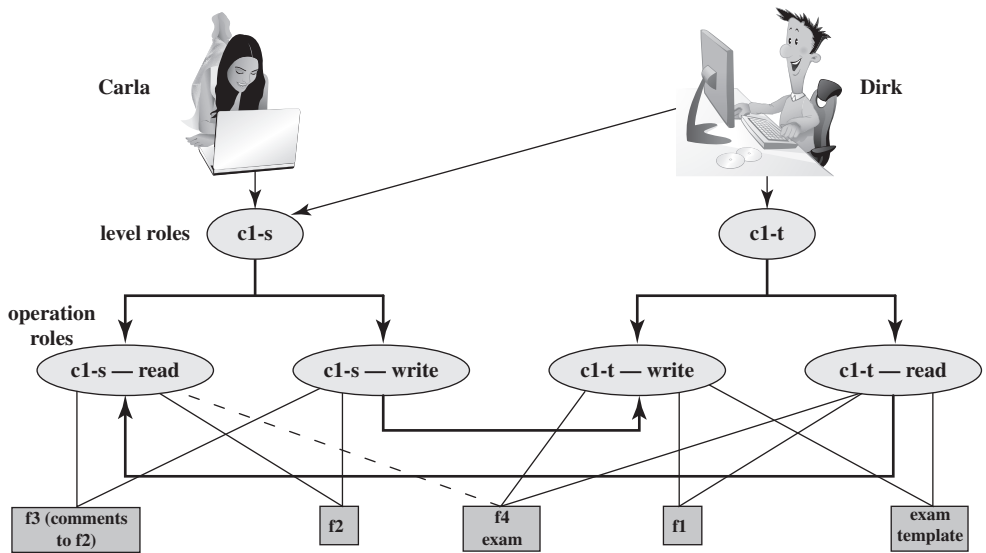 Carla
Dirk
level roles
c1-s
c1-t
operation
roles
c1-s — read
c1-s — write
c1-t — write
c1-t — read
f3 (comments
to f2)
f2
f4
exam
f1
exam
template